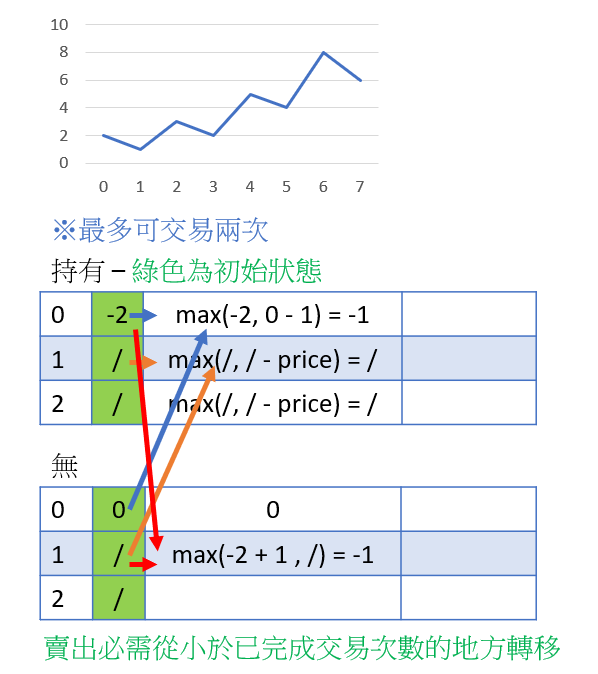 10
8
6
4
2
0
0 1 2 3 4 5 6 7
※最多可交易兩次
持有 – 綠色為初始狀態
0 -2 max(-2, 0 - 1) = -1
1 / max(/, / - price) = /
2 / max(/, / - price) = /
無
0 0 0
1 / max(-2 + 1 , /) = -1
2 /
賣出必需從小於已完成交易次數的地方轉移